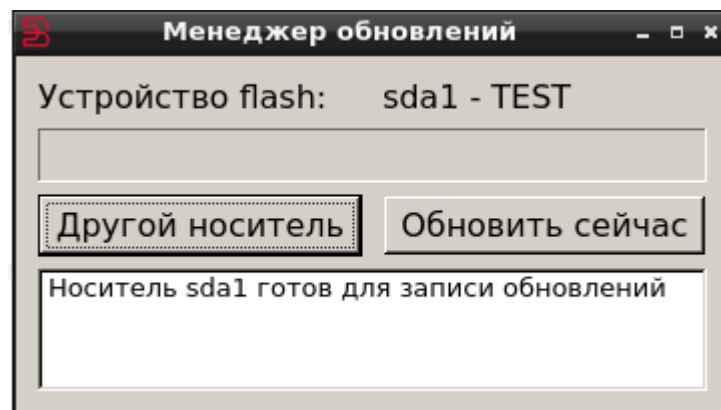 Менеджер обновлений
Устройство flash: sda1 - TEST
Другой носитель Обновить сейчас
Носитель sda1 готов для записи обновлений